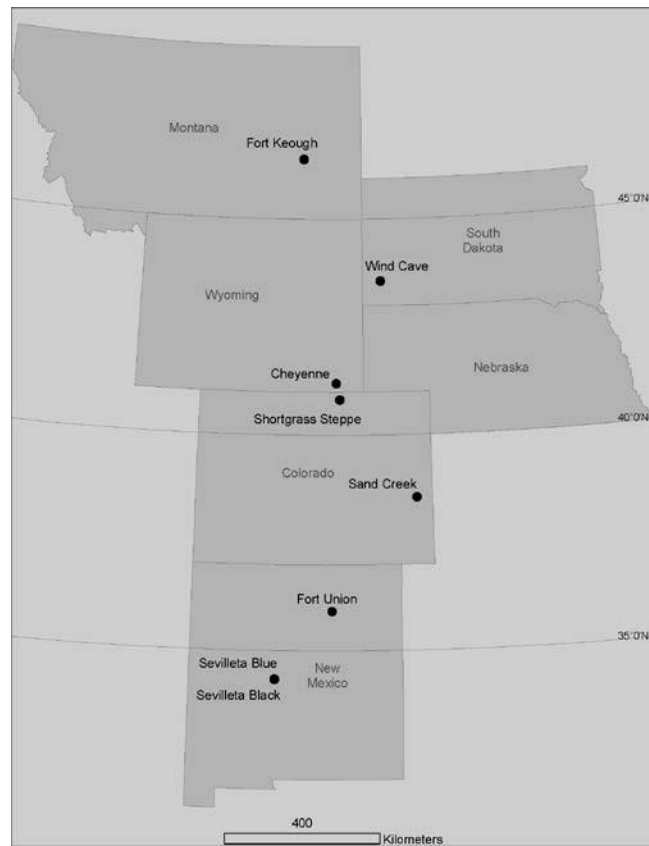 Montana
Fort Keough
45°0'N
South
Dakota
Wind Cave
Wyoming
Cheyenne
Nebraska
Shortgrass Steppe
40°0'N
Colorado
Sand Creek
Fort Union
35°0'N
Sevilleta Blue
Sevilleta Black
New
Mexico
400
Kilometers